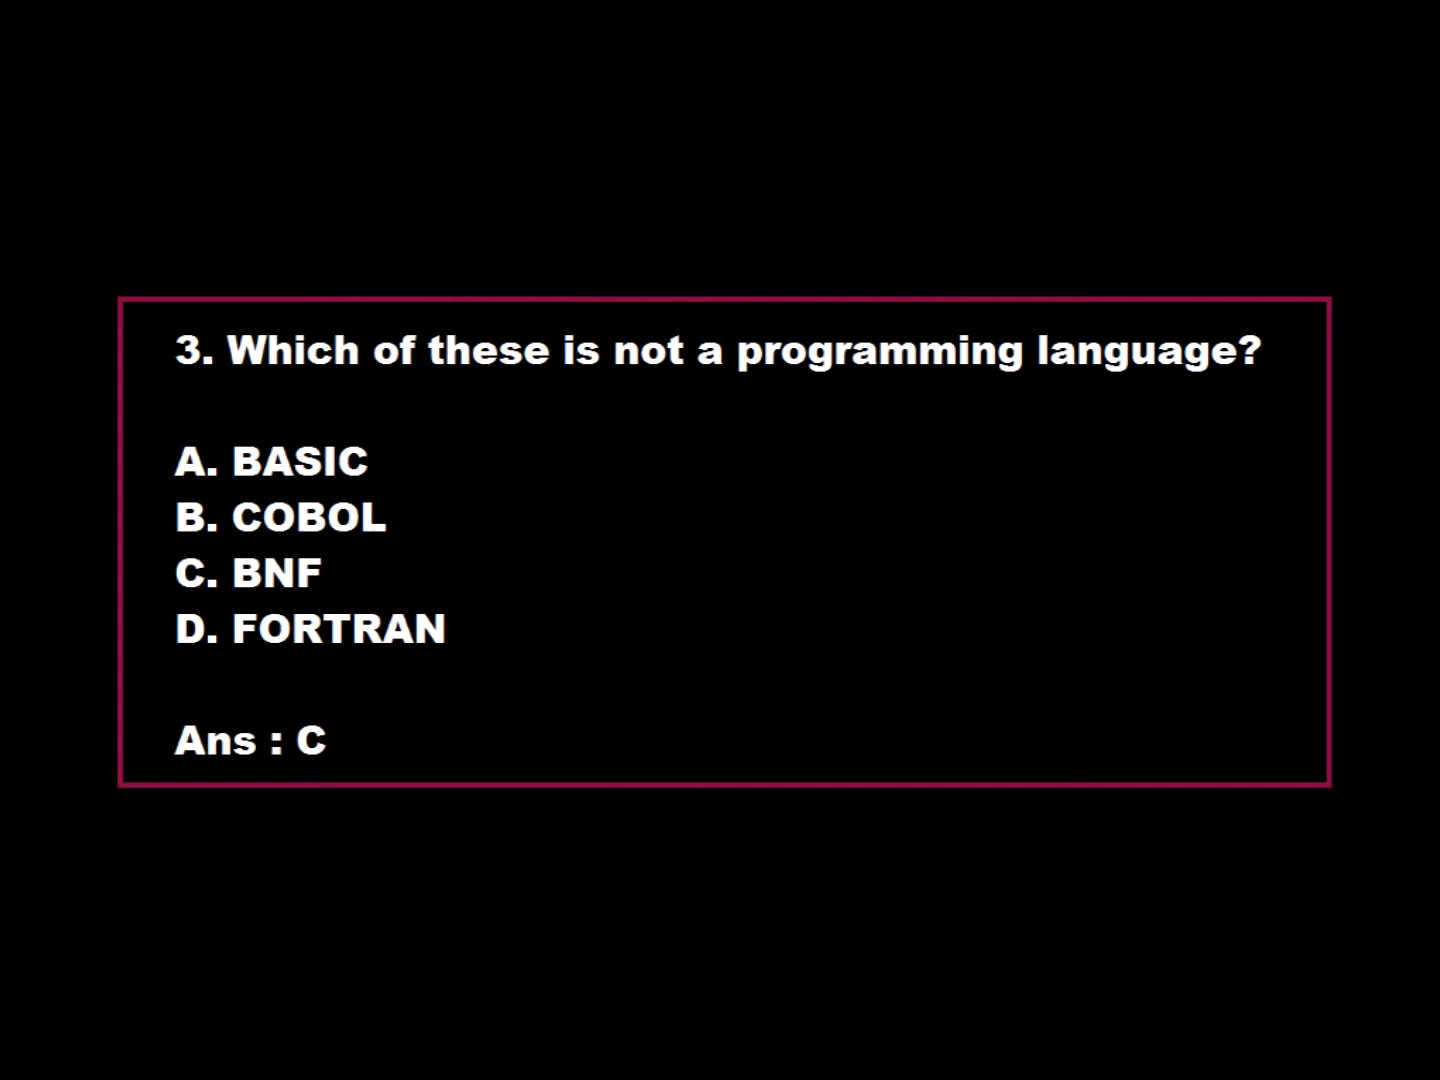 3. Which of these is not a programming language?
A. BASIC
B. COBOL
C. BNF
D. FORTRAN
Ans : C